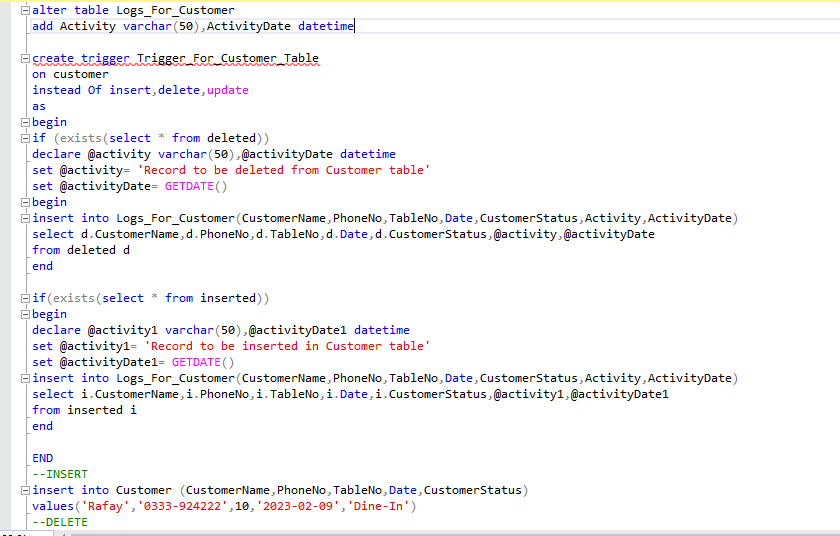 alter table Logs_For_Customer
add Activity varchar(50),ActivityDate datetime
create trigger Trigger_For_Customer_Table
on customer
instead Of insert,delete,update
as
begin
if (exists(select * from deleted))
declare @activity varchar(50),@activityDate datetime
set @activity= 'Record to be deleted from Customer table'
set @activityDate= GETDATE()
begin
insert into Logs_For_Customer(CustomerName,PhoneNo,TableNo,Date,CustomerStatus,Activity,ActivityDate)
select d.CustomerName,d.PhoneNo,d.TableNo,d.Date,d.CustomerStatus,@activity,@activityDate
from deleted d
end
if(exists(select * from inserted))
begin
declare @activity1 varchar(50),@activityDate1 datetime
set @activity1= 'Record to be inserted in Customer table'
set @activityDate1= GETDATE()
insert into Logs_For_Customer(CustomerName,PhoneNo,TableNo,Date,CustomerStatus,Activity,ActivityDate)
select i.CustomerName,i.PhoneNo,i.TableNo,i.Date,i.CustomerStatus,@activity1,@activityDate1
from inserted i
end
END
--INSERT
insert into Customer (CustomerName,PhoneNo,TableNo,Date,CustomerStatus)
values('Rafay','0333-924222',10,'2023-02-09','Dine-In')
--DELETE